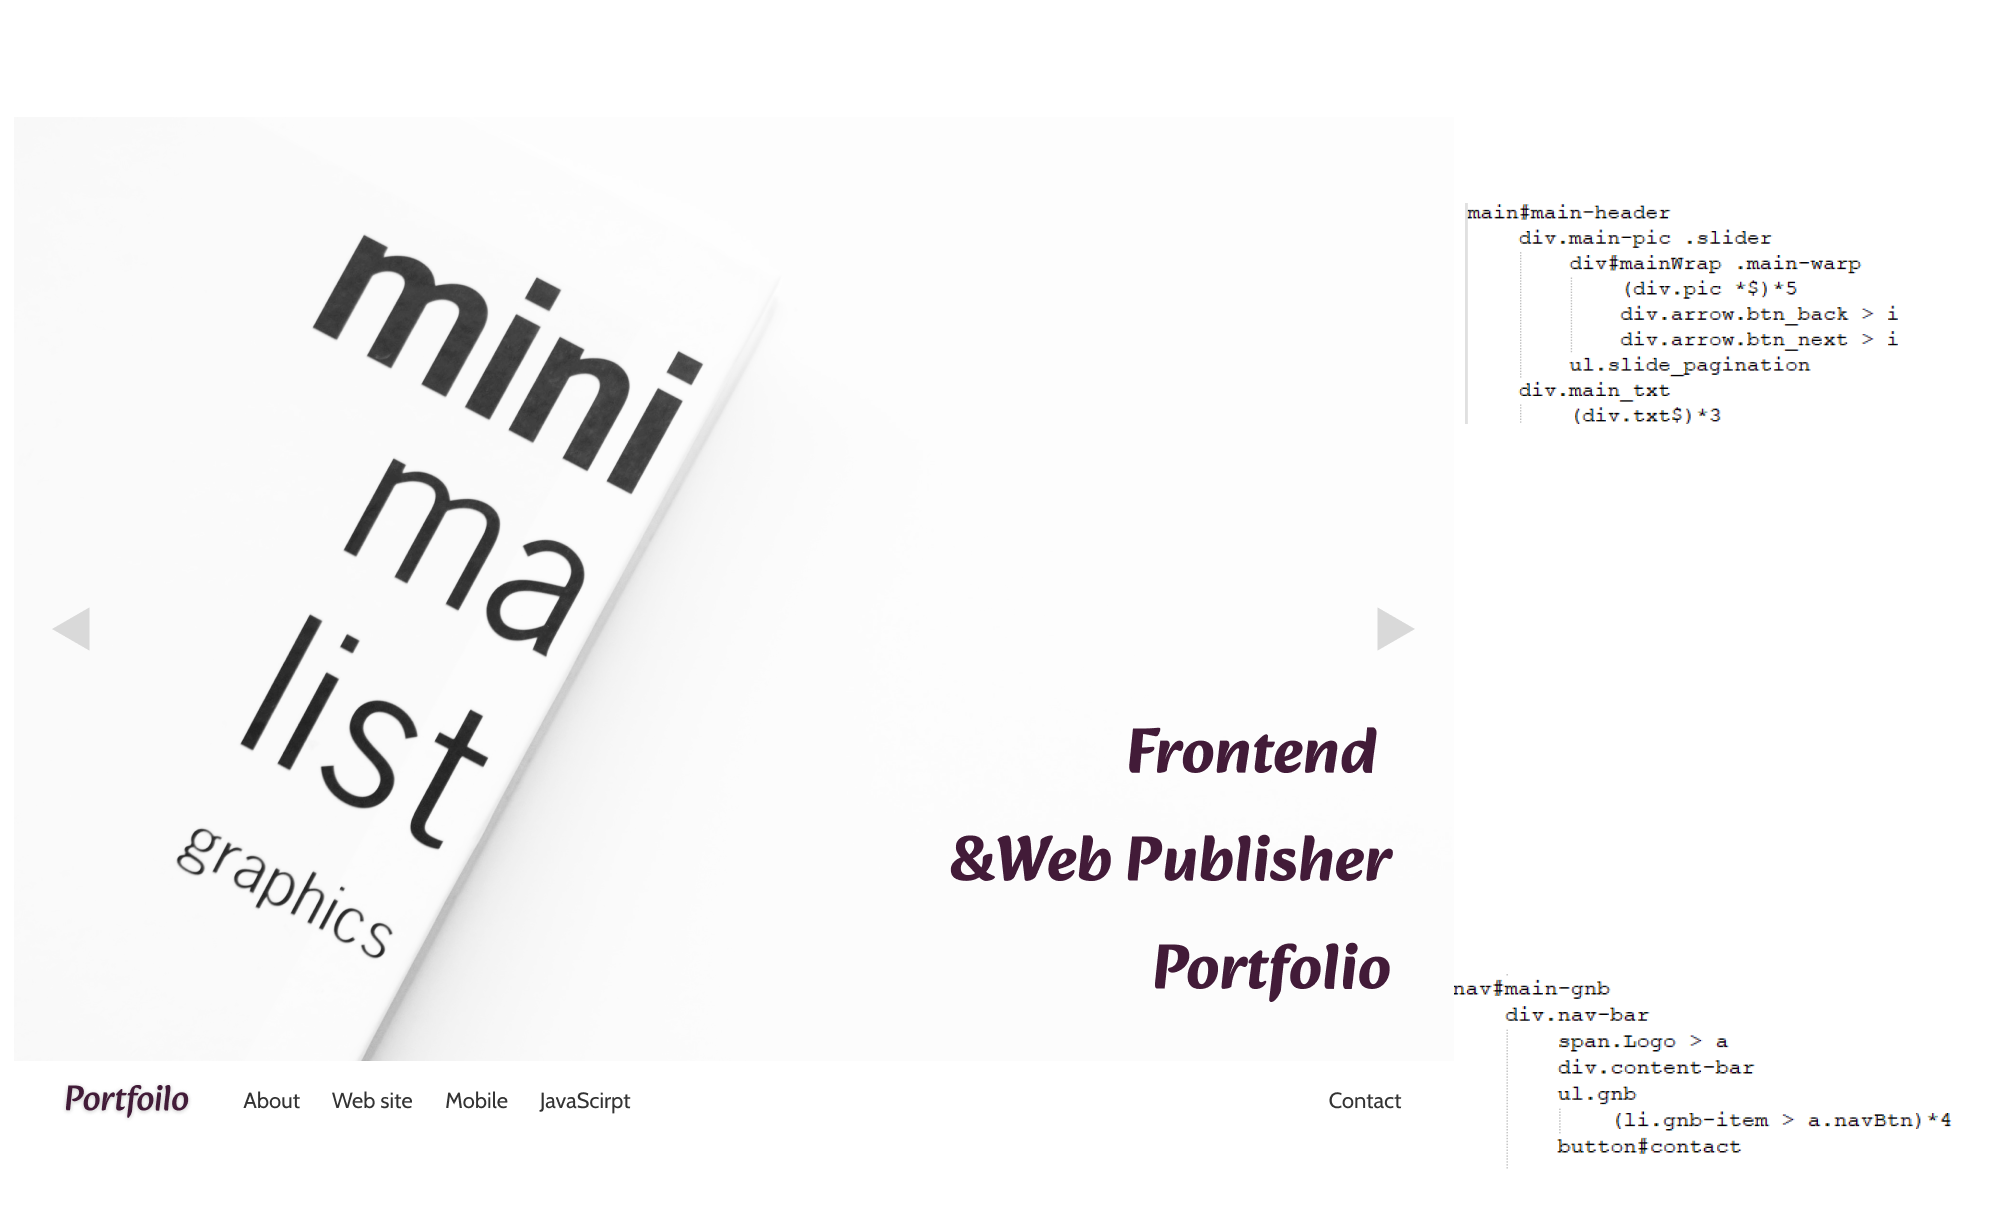 mini
ma
list
graphics
Frontend
&Web Publisher
Portfolio
Portfoilo
About
Web site
Mobile
JavaScirpt
Contact
main#main-header
div.main-pic .slider
div#mainWrap .main-warp
(div.pic *$)*5
div.arrow.btn_back > i
div.arrow.btn_next > i
ul.slide_pagination
div.main_txt
(div.txt$)*3
nav#main-gnb
div.nav-bar
span.Logo > a
div.content-bar
ul.gnb
(li.gnb-item > a.navBtn)*4
button#contact